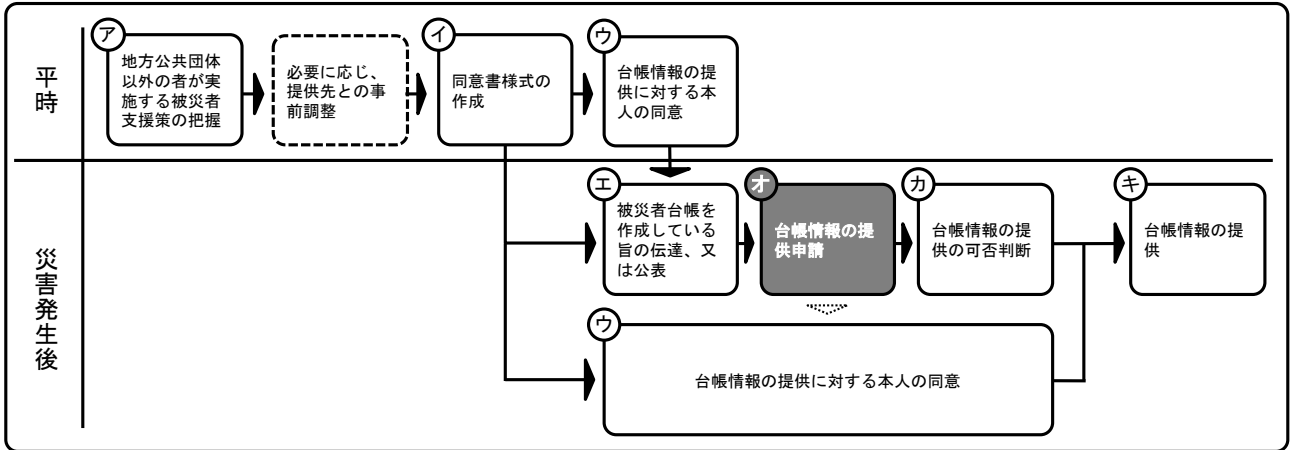 平時
ア
地方公共団体
以外の者が実
施する被災者
支援策の把握
必要に応じ、
提供先との事
前調整
イ
同意書様式の
作成
ウ
台帳情報の提
供に対する本
人の同意
災害発生後
エ
被災者台帳を
作成している
旨の伝達、又
は公表
オ
台帳情報の提
供申請
カ
台帳情報の提
供の可否判断
キ
台帳情報の提
供
ウ
台帳情報の提供に対する本人の同意